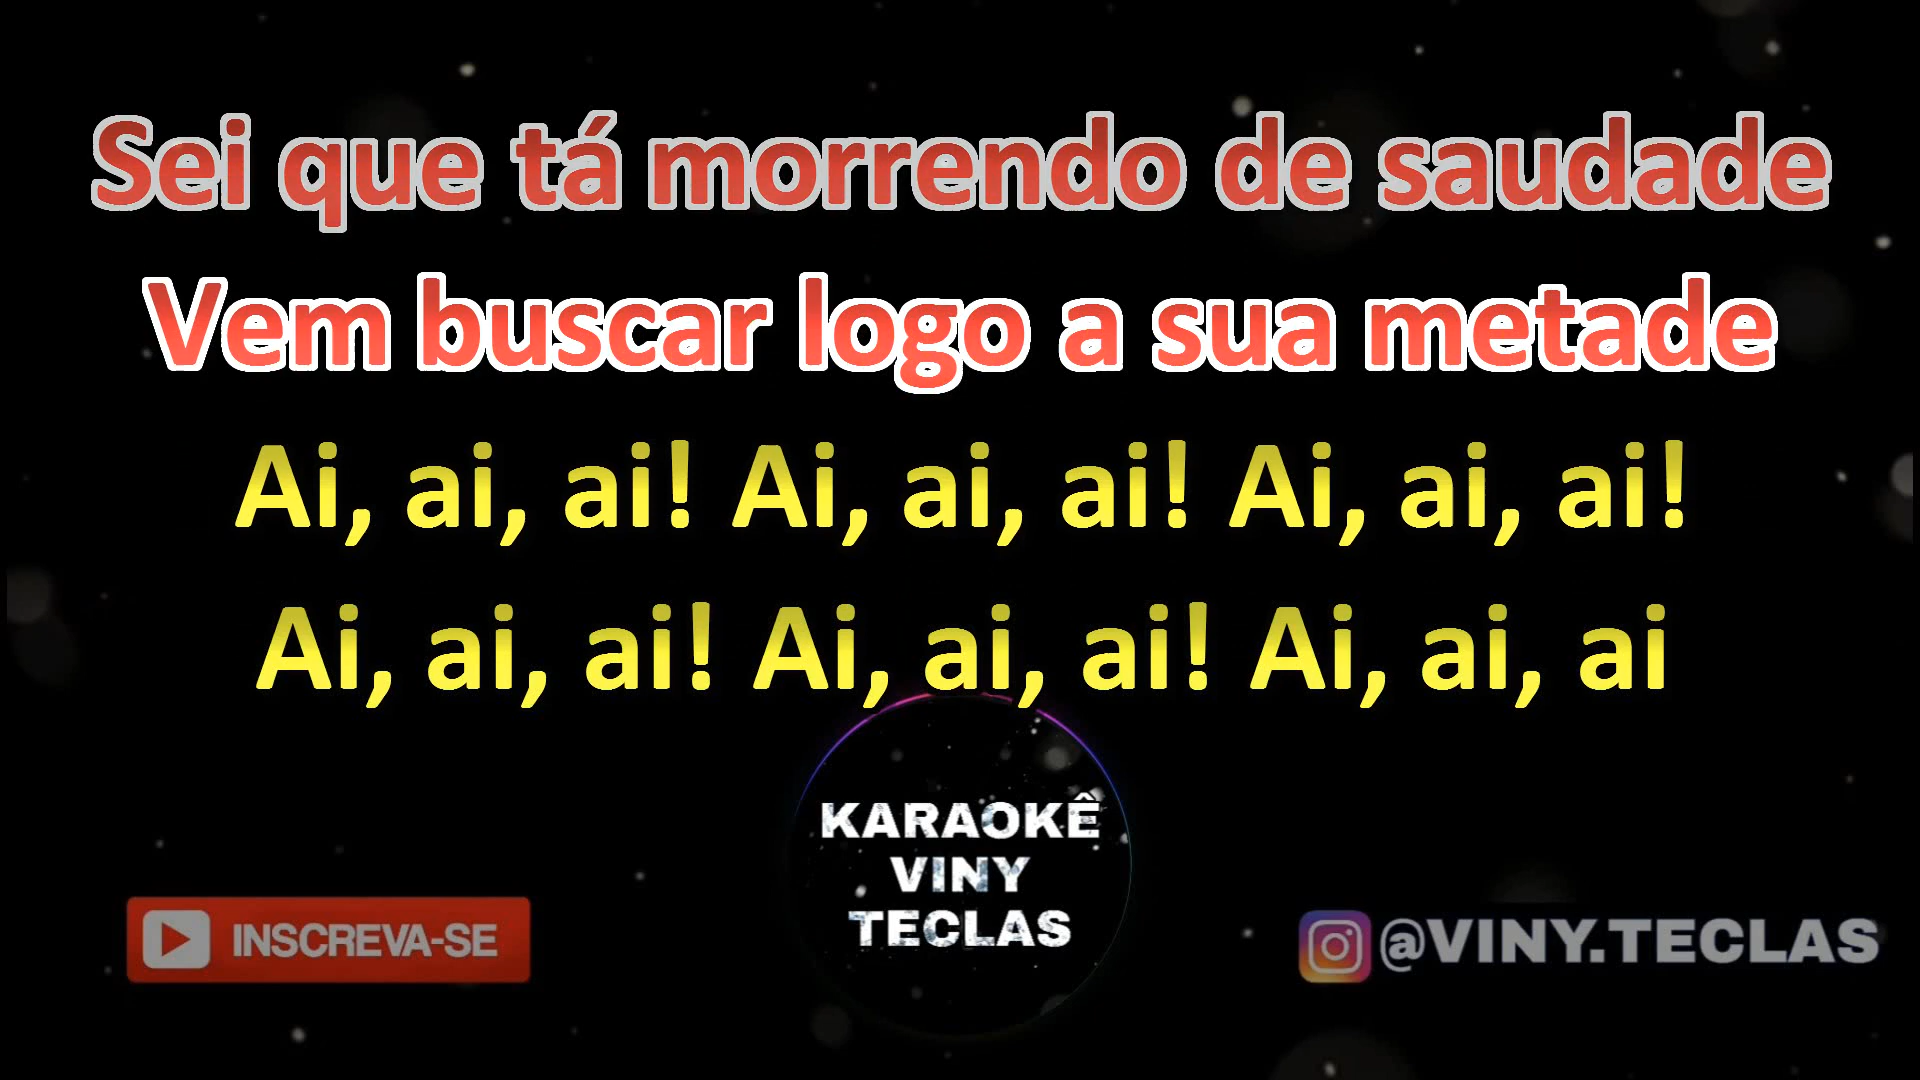 Sei que tá morrendo de saudade
Vem buscar logo a sua metade
Ai, ai, ai! Ai, ai, ai! Ai, ai, ai!
Ai, ai, ai! Ai, ai, ai! Ai, ai, ai
KARAOKÊ
VINY
TECLAS
INSCREVA-SE
@VINY.TECLAS